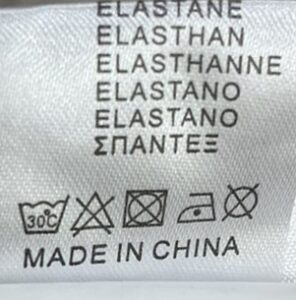 ELASTANE
ELASTHAN
ELASTHANNE
ELASTANO
ELASTANO
ΣΠΑΝΤΕΞ
30°C
MADE IN CHINA